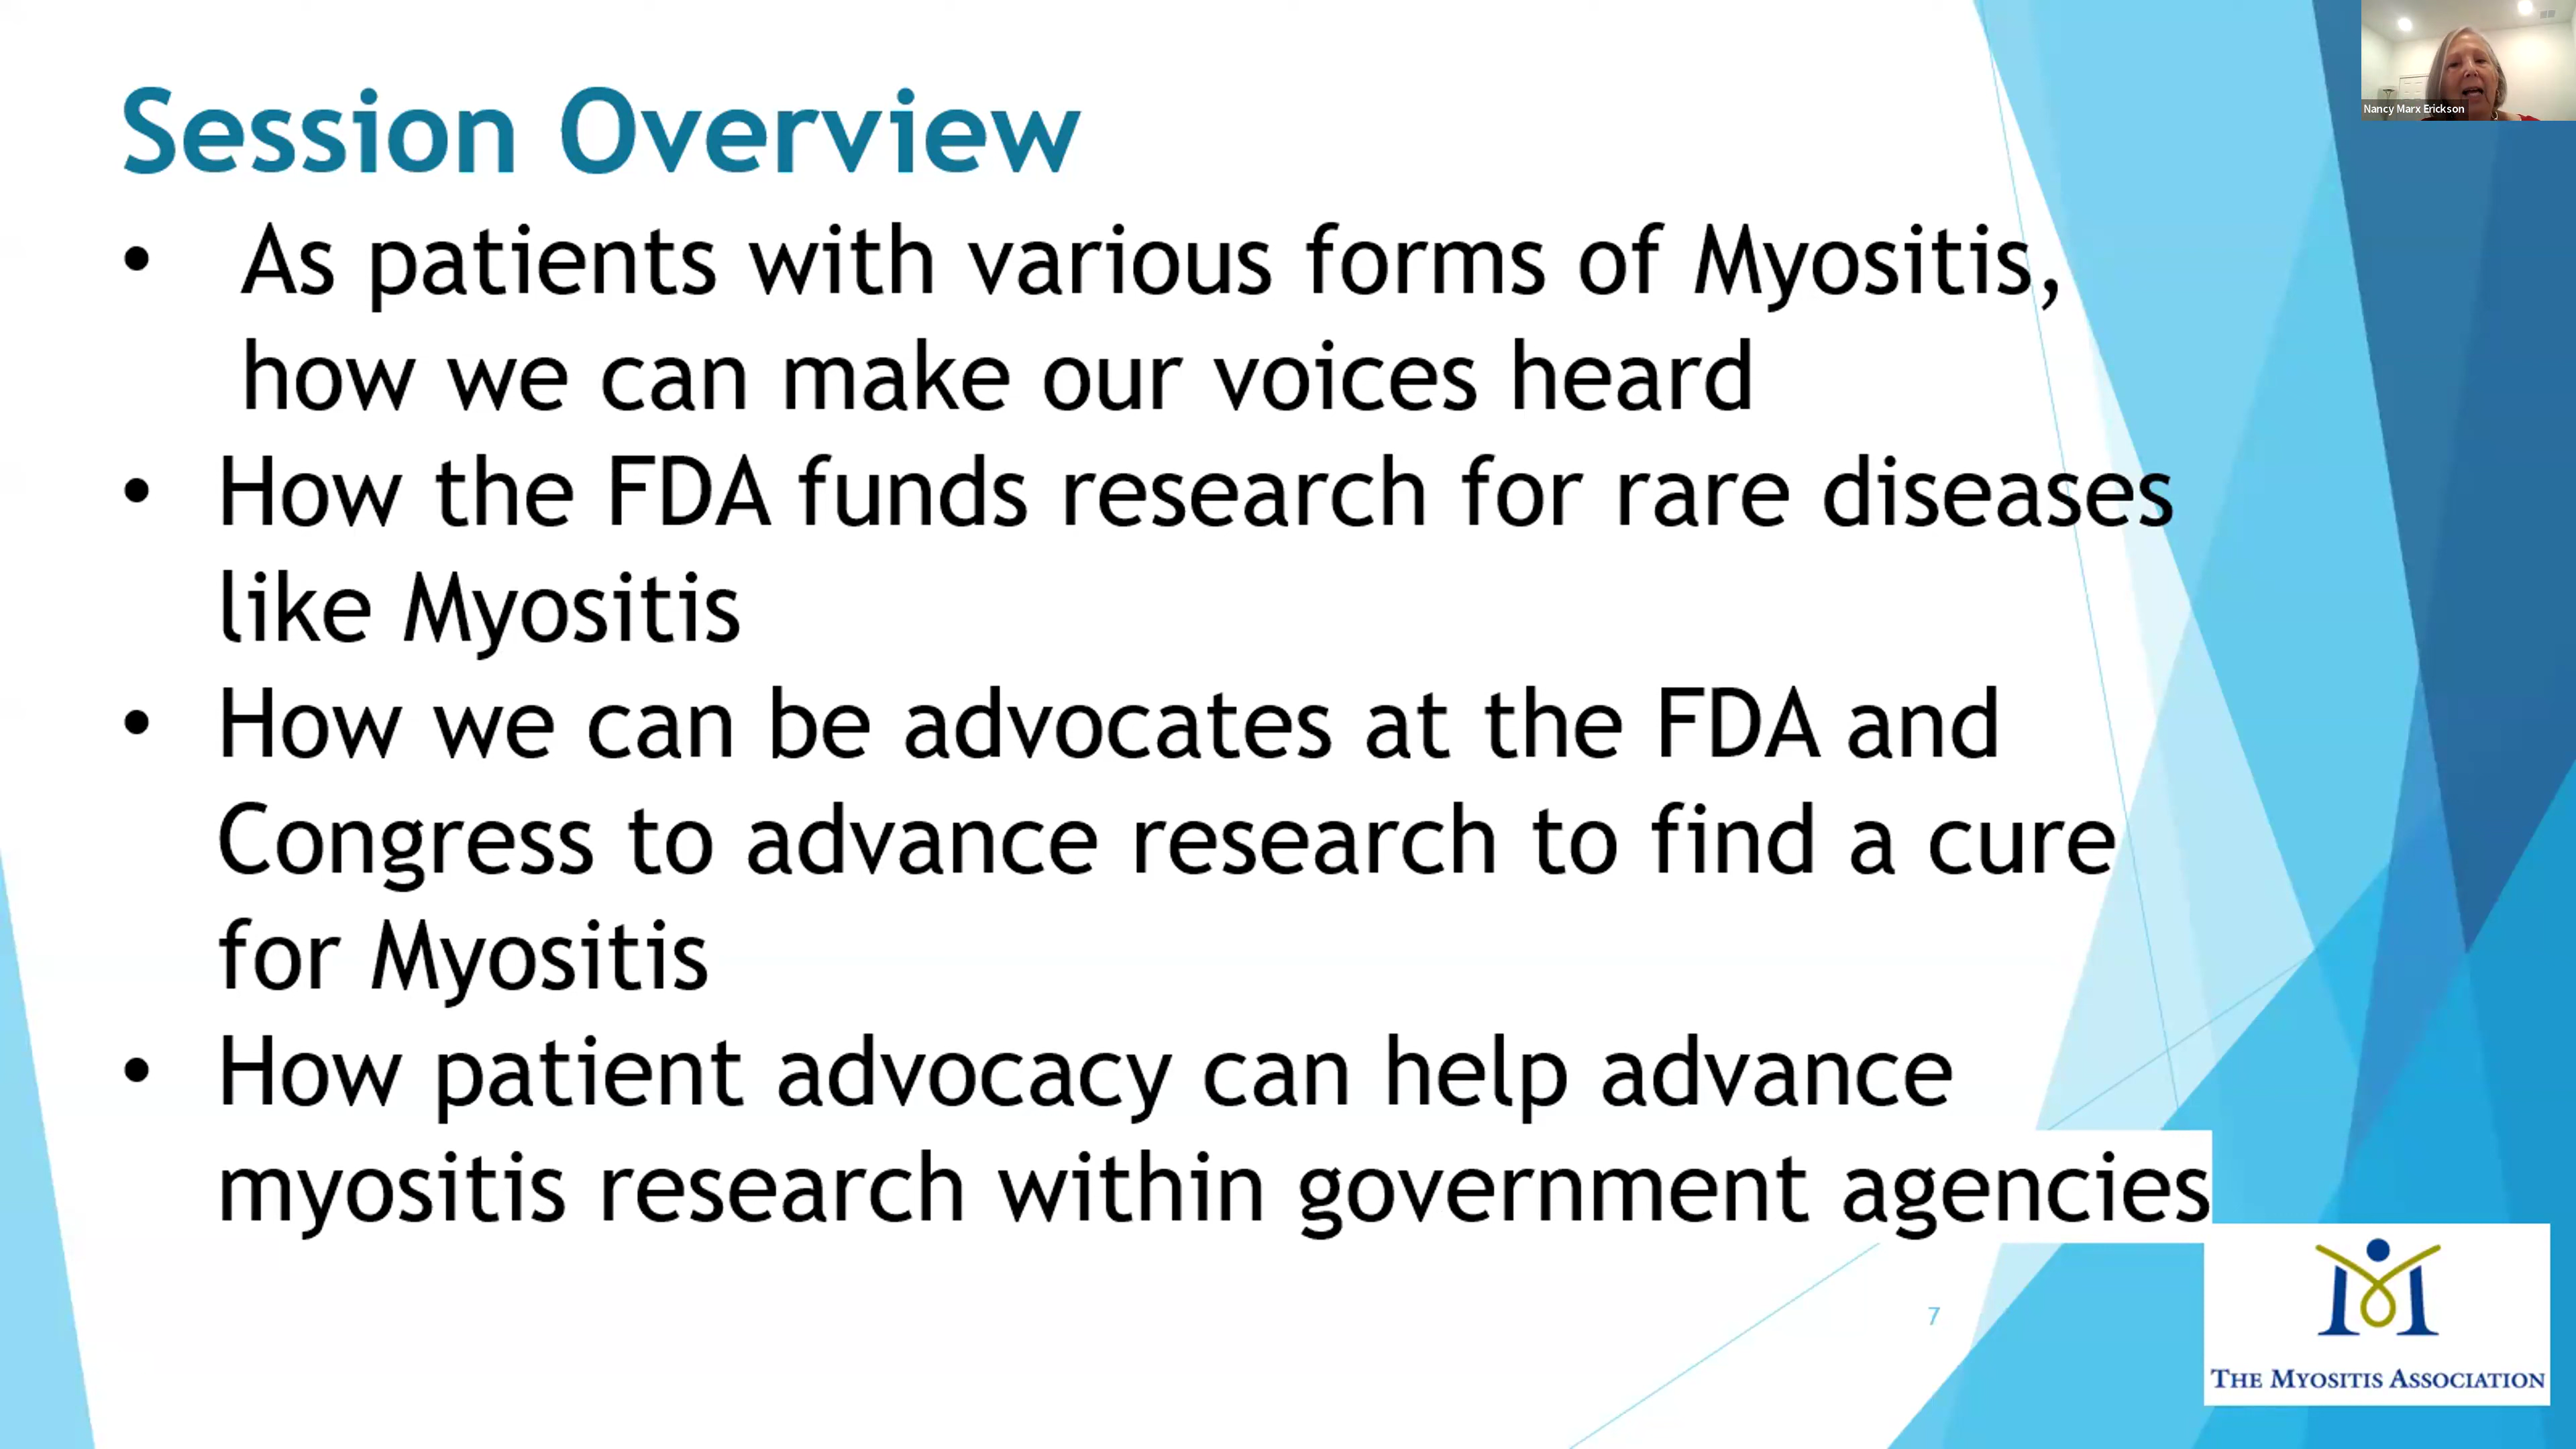 Session Overview
Nancy Marx Erickson
• As patients with various forms of Myositis,
how we can make our voices heard
• How the FDA funds research for rare diseases
like Myositis
• How we can be advocates at the FDA and
Congress to advance research to find a cure
for Myositis
• How patient advocacy can help advance
myositis research within government agencies
7
THE MYOSITIS ASSOCIATION